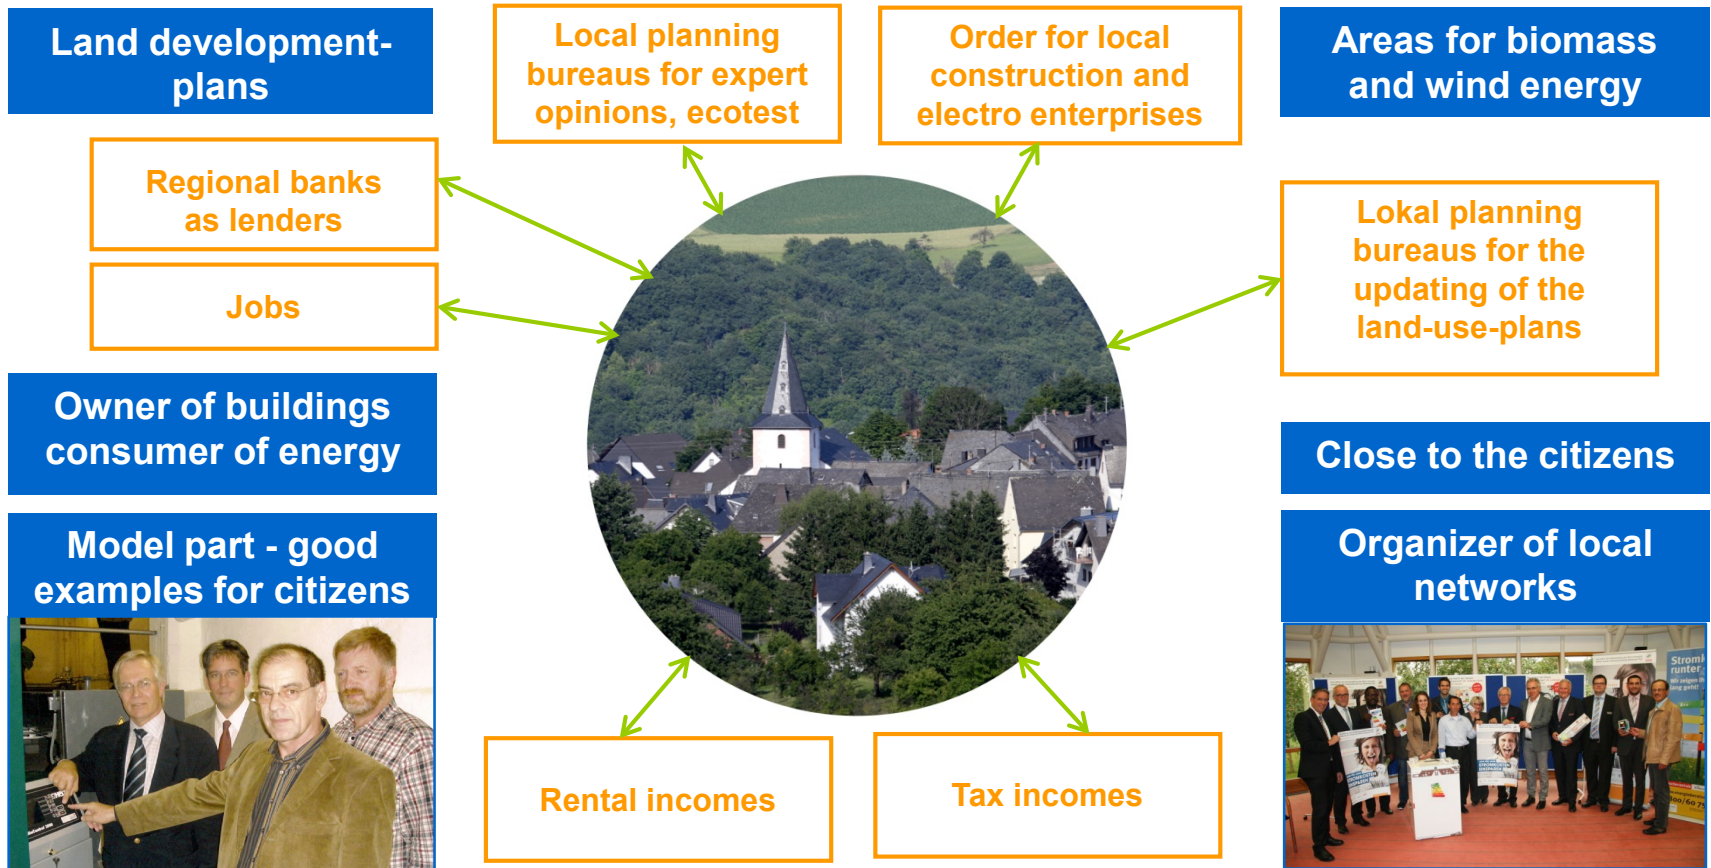 Land development-
plans
Local planning
bureaus for expert
opinions, ecotest
Order for local
construction and
electro enterprises
Areas for biomass
and wind energy
Regional banks
as lenders
Jobs
Lokal planning
bureaus for the
updating of the
land-use-plans
Owner of buildings
consumer of energy
Close to the citizens
Model part - good
examples for citizens
Organizer of local
networks
Rental incomes
Tax incomes
runter